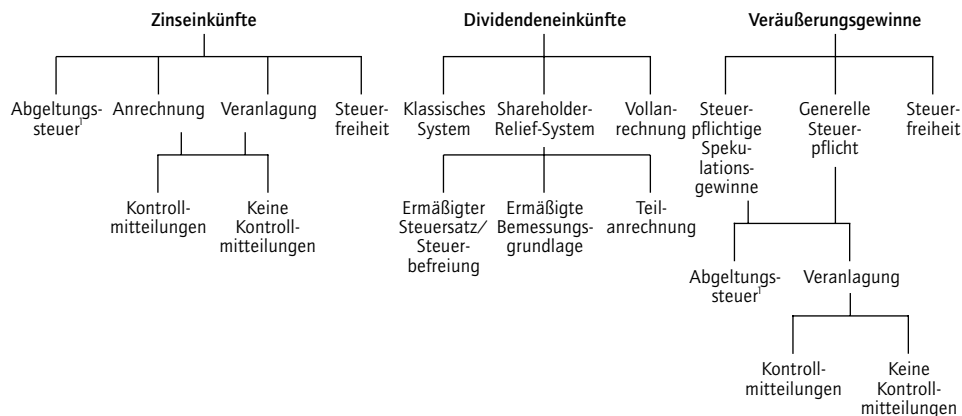 Zinseinkünfte
Abgeltungs-
steuer¹
Anrechnung
Veranlagung
Steuer-
freiheit
Kontroll-
mitteilungen
Keine
Kontroll-
mitteilungen
Dividendeneinkünfte
Klassisches
System
Shareholder-
Relief-System
Vollan-
rechnung
Ermäßigter
Steuersatz/
Steuer-
befreiung
Ermäßigte
Bemessungs-
grundlage
Teil-
anrechnung
Veräußerungsgewinne
Steuer-
pflichtige
Speku-
lations-
gewinne
Generelle
Steuer-
pflicht
Steuer-
freiheit
Abgeltungs-
steuer¹
Veranlagung
Kontroll-
mitteilungen
Keine
Kontroll-
mitteilungen